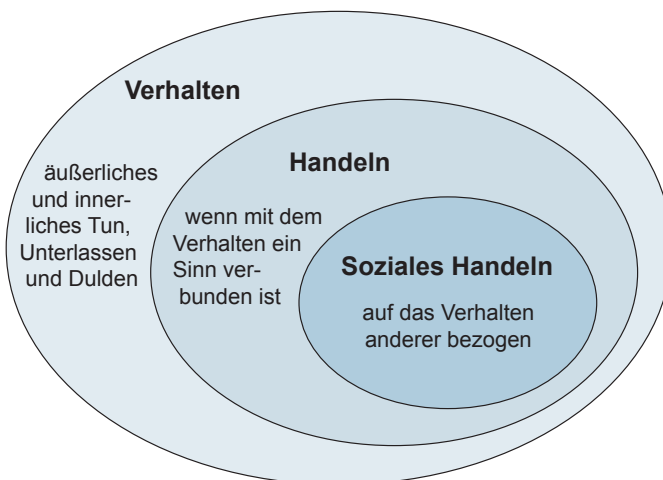 Verhalten
äußerliches
und inner-
liches Tun,
Unterlassen
und Dulden
Handeln
wenn mit dem
Verhalten ein
Sinn ver-
bunden ist
Soziales Handeln
auf das Verhalten
anderer bezogen